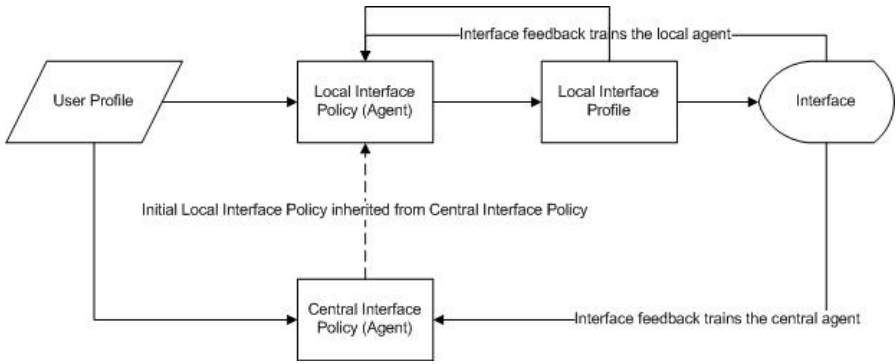 Interface feedback trains the local agent
User Profile
Local Interface
Policy (Agent)
Local Interface
Profile
Interface
Initial Local Interface Policy inherited from Central Interface Policy
Central Interface
Policy (Agent)
Interface feedback trains the central agent